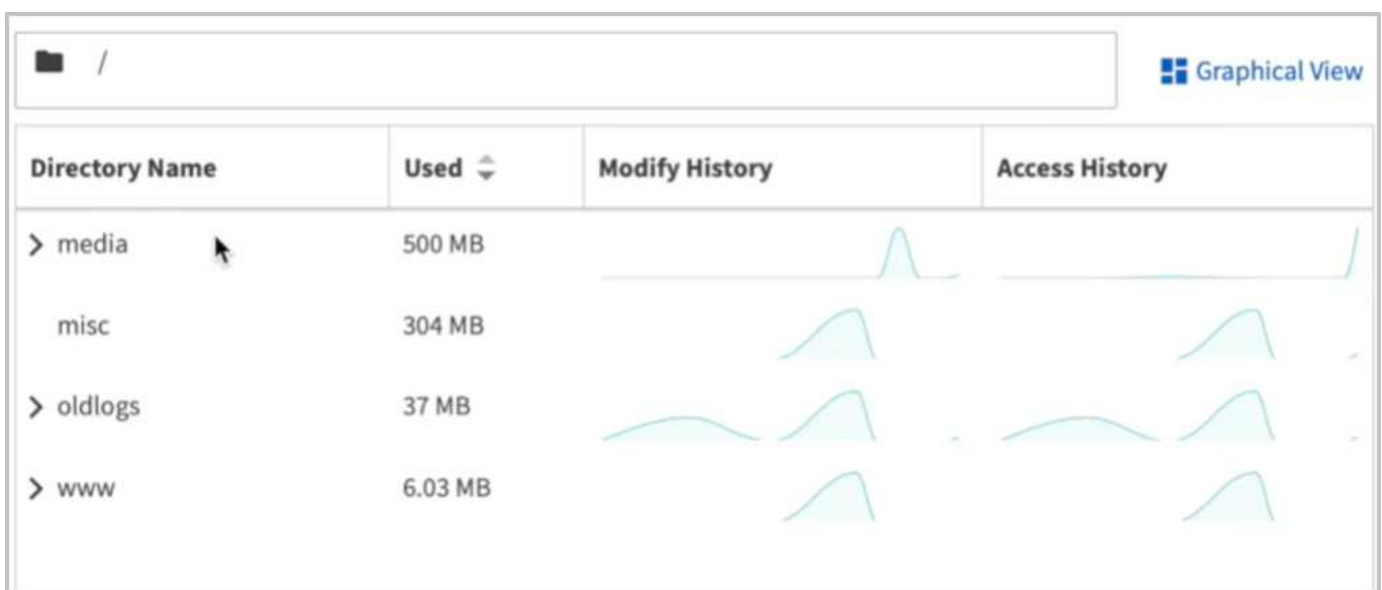 /
Graphical View
Directory Name Used Modify History Access History
media 500 MB
misc 304 MB
oldlogs 37 MB
www 6.03 MB